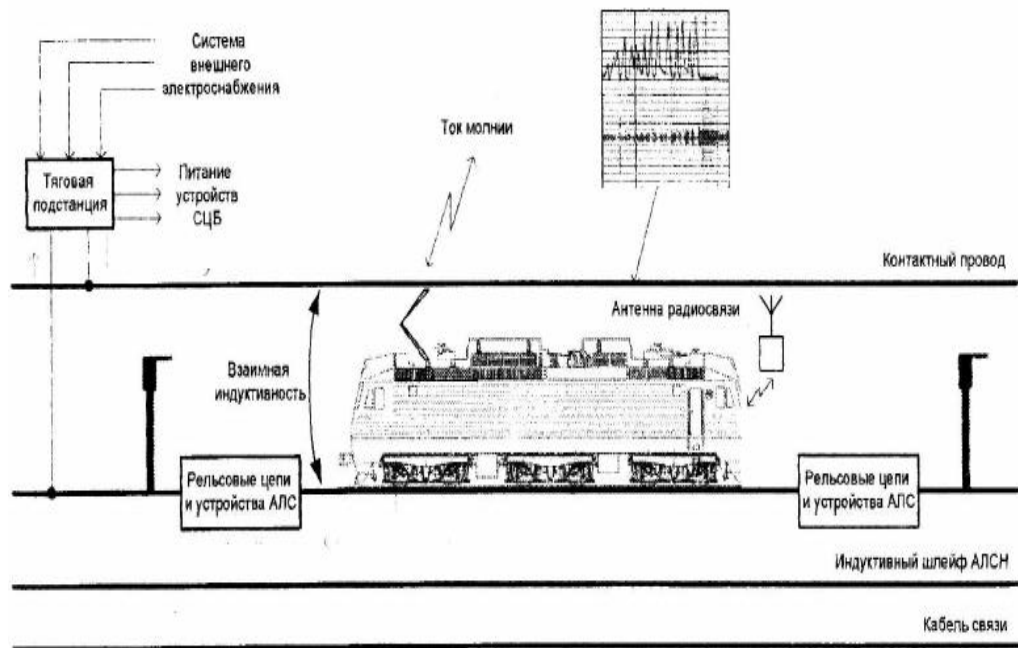 Система
внешнего
электроснабжения
Ток молнии
Тяговая
подстанция
Питание
устройств
СЦБ
Контактный провод
Антенна радиосвязи
Взаимная
индуктивность
Рельсовые цепи
и устройства АЛС
Рельсовые цепи
и устройства АЛС
Индуктивный шлейф АЛСН
Кабель связи